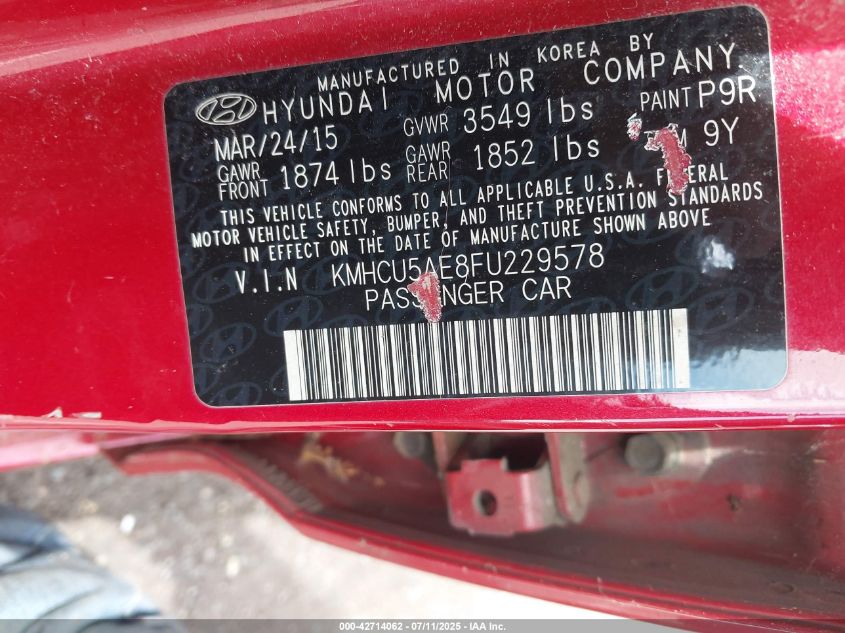 MANUFACTURED IN KOREA BY
HYUNDAI MOTOR COMPANY
MAR/24/15 GVWR 3549 lbs PAINT P9R
GAWR FRONT 1874 lbs GAWR REAR 1852 lbs 9Y
THIS VEHICLE CONFORMS TO ALL APPLICABLE U.S.A. FEDERAL
MOTOR VEHICLE SAFETY, BUMPER, AND THEFT PREVENTION STANDARDS
IN EFFECT ON THE DATE OF MANUFACTURE SHOWN ABOVE
V.I.N KMHCU5AE8FU229578
PASSENGER CAR
000-42714062 - 07/11/2025 - IAA Inc.